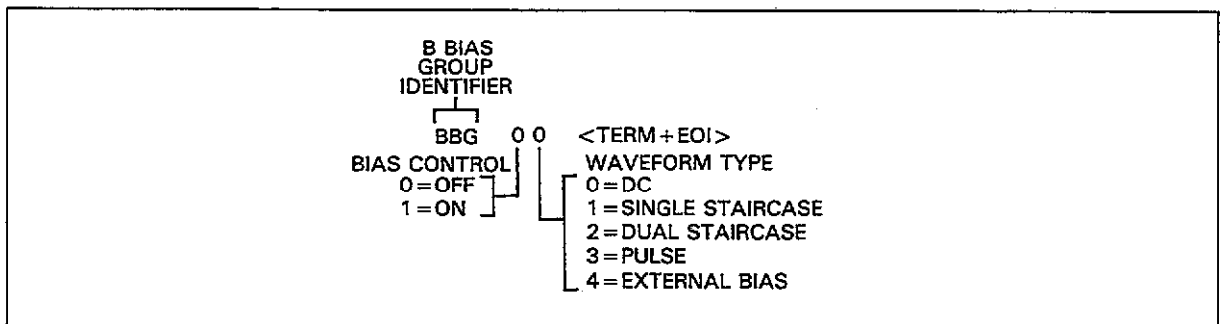 B BIAS
GROUP
IDENTIFIER
BBG 0 0 <TERM+EOI>
BIAS CONTROL
0=OFF
1=ON
WAVEFORM TYPE
0=DC
1=SINGLE STAIRCASE
2=DUAL STAIRCASE
3=PULSE
4=EXTERNAL BIAS